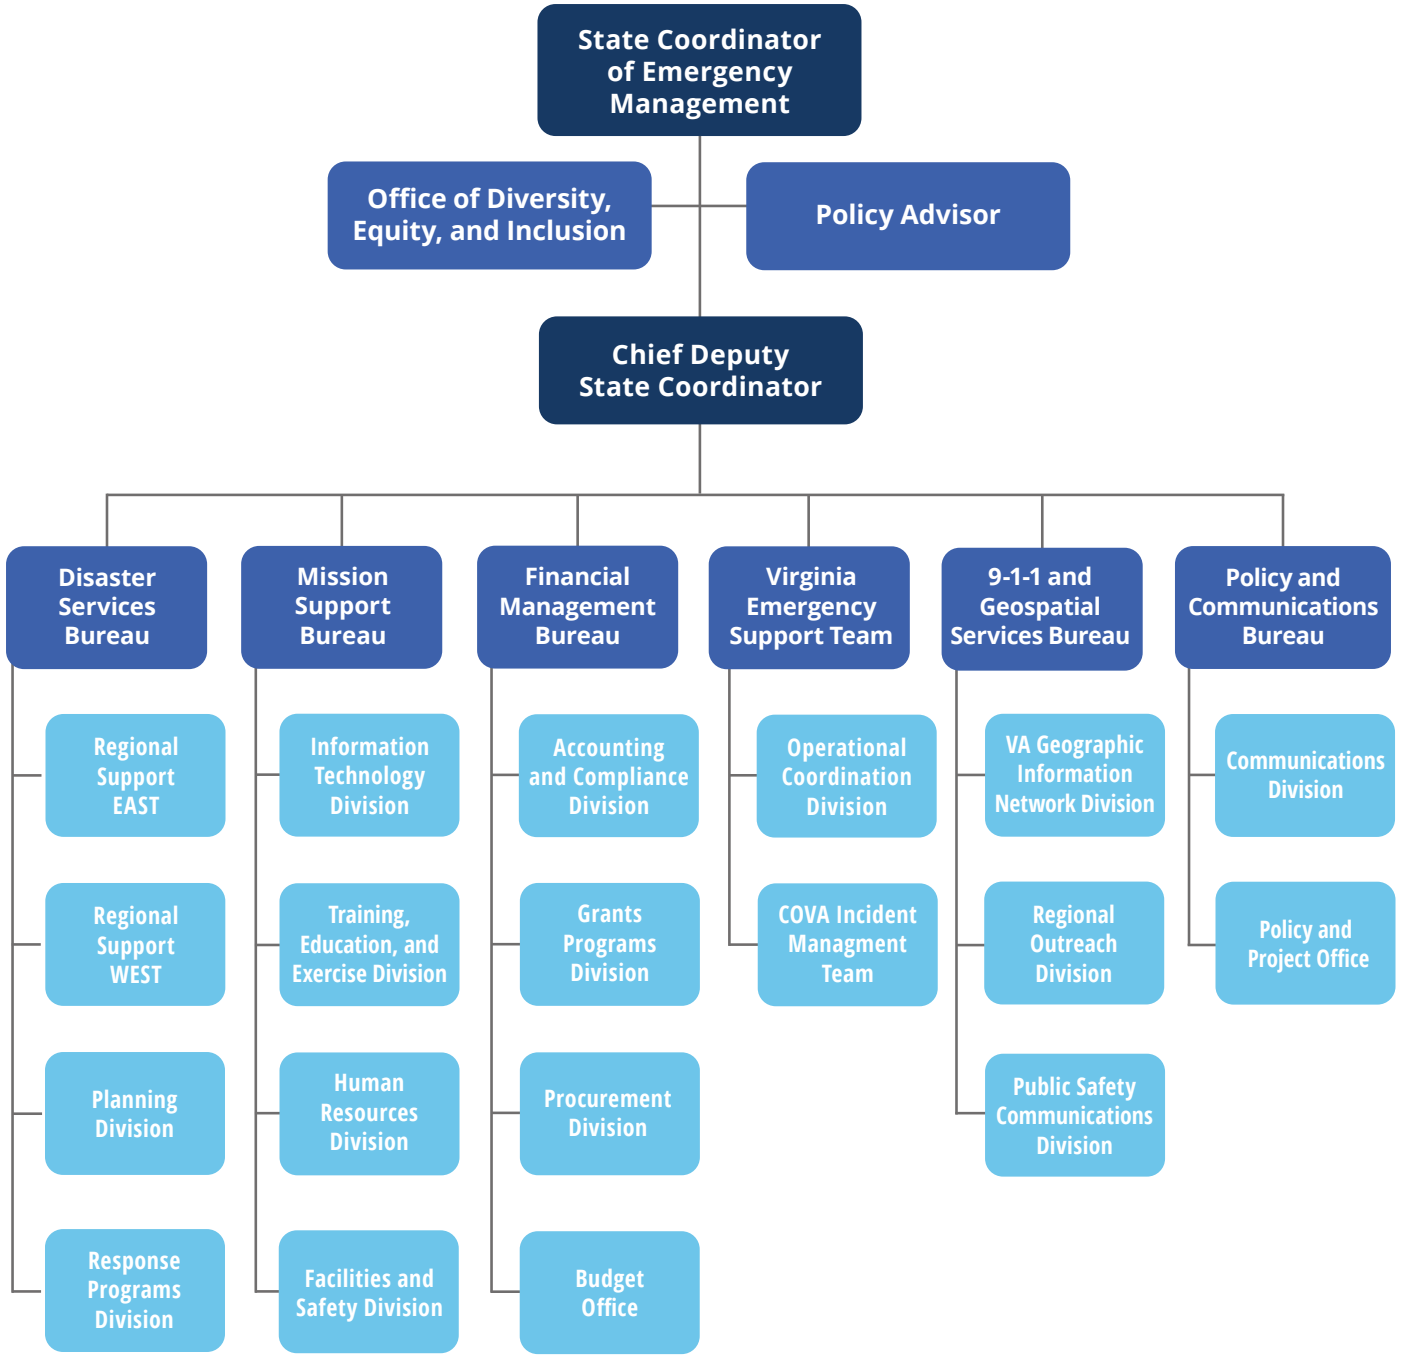 State Coordinator
of Emergency
Management
Office of Diversity,
Equity, and Inclusion
Policy Advisor
Chief Deputy
State Coordinator
Disaster
Services
Bureau
Mission
Support
Bureau
Financial
Management
Bureau
Virginia
Emergency
Support Team
9-1-1 and
Geospatial
Services Bureau
Policy and
Communications
Bureau
Regional
Support
EAST
Information
Technology
Division
Accounting
and Compliance
Division
Operational
Coordination
Division
VA Geographic
Information
Network Division
Communications
Division
Regional
Support
WEST
Training,
Education, and
Exercise Division
Grants
Programs
Division
COVA Incident
Managment
Team
Regional
Outreach
Division
Policy and
Project Office
Planning
Division
Human
Resources
Division
Procurement
Division
Public Safety
Communications
Division
Response
Programs
Division
Facilities and
Safety Division
Budget
Office